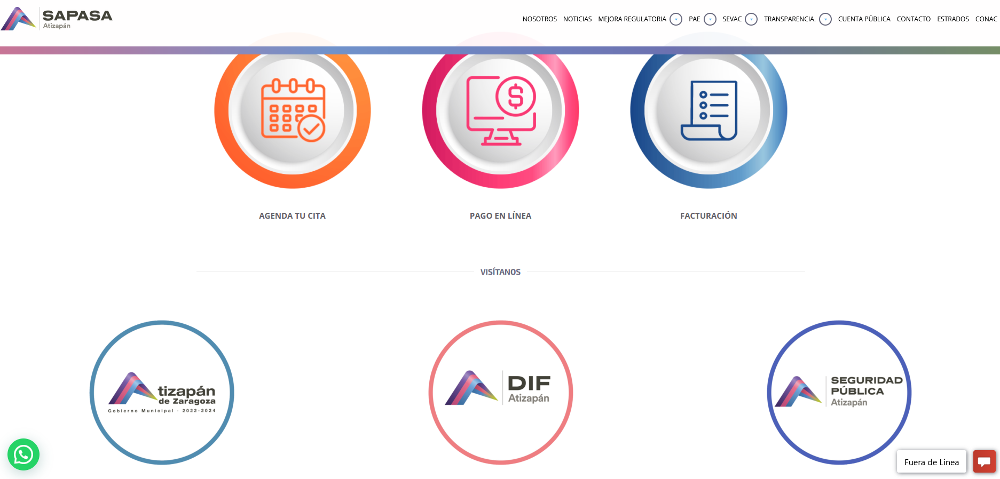 SAPASA
Atizapán
NOSOTROS NOTICIAS MEJORA REGULATORIA PAE SEVAC TRANSPARENCIA. CUENTA PÚBLICA CONTACTO ESTRADOS CONAC
$
AGENDA TU CITA
PAGO EN LÍNEA
FACTURACIÓN
VISÍTANOS
tizapán
de Zaragoza
Gobierno Municipal · 2022-2024
DIF
Atizapán
SEGURIDAD
PÚBLICA
Atizapán
Fuera de Linea